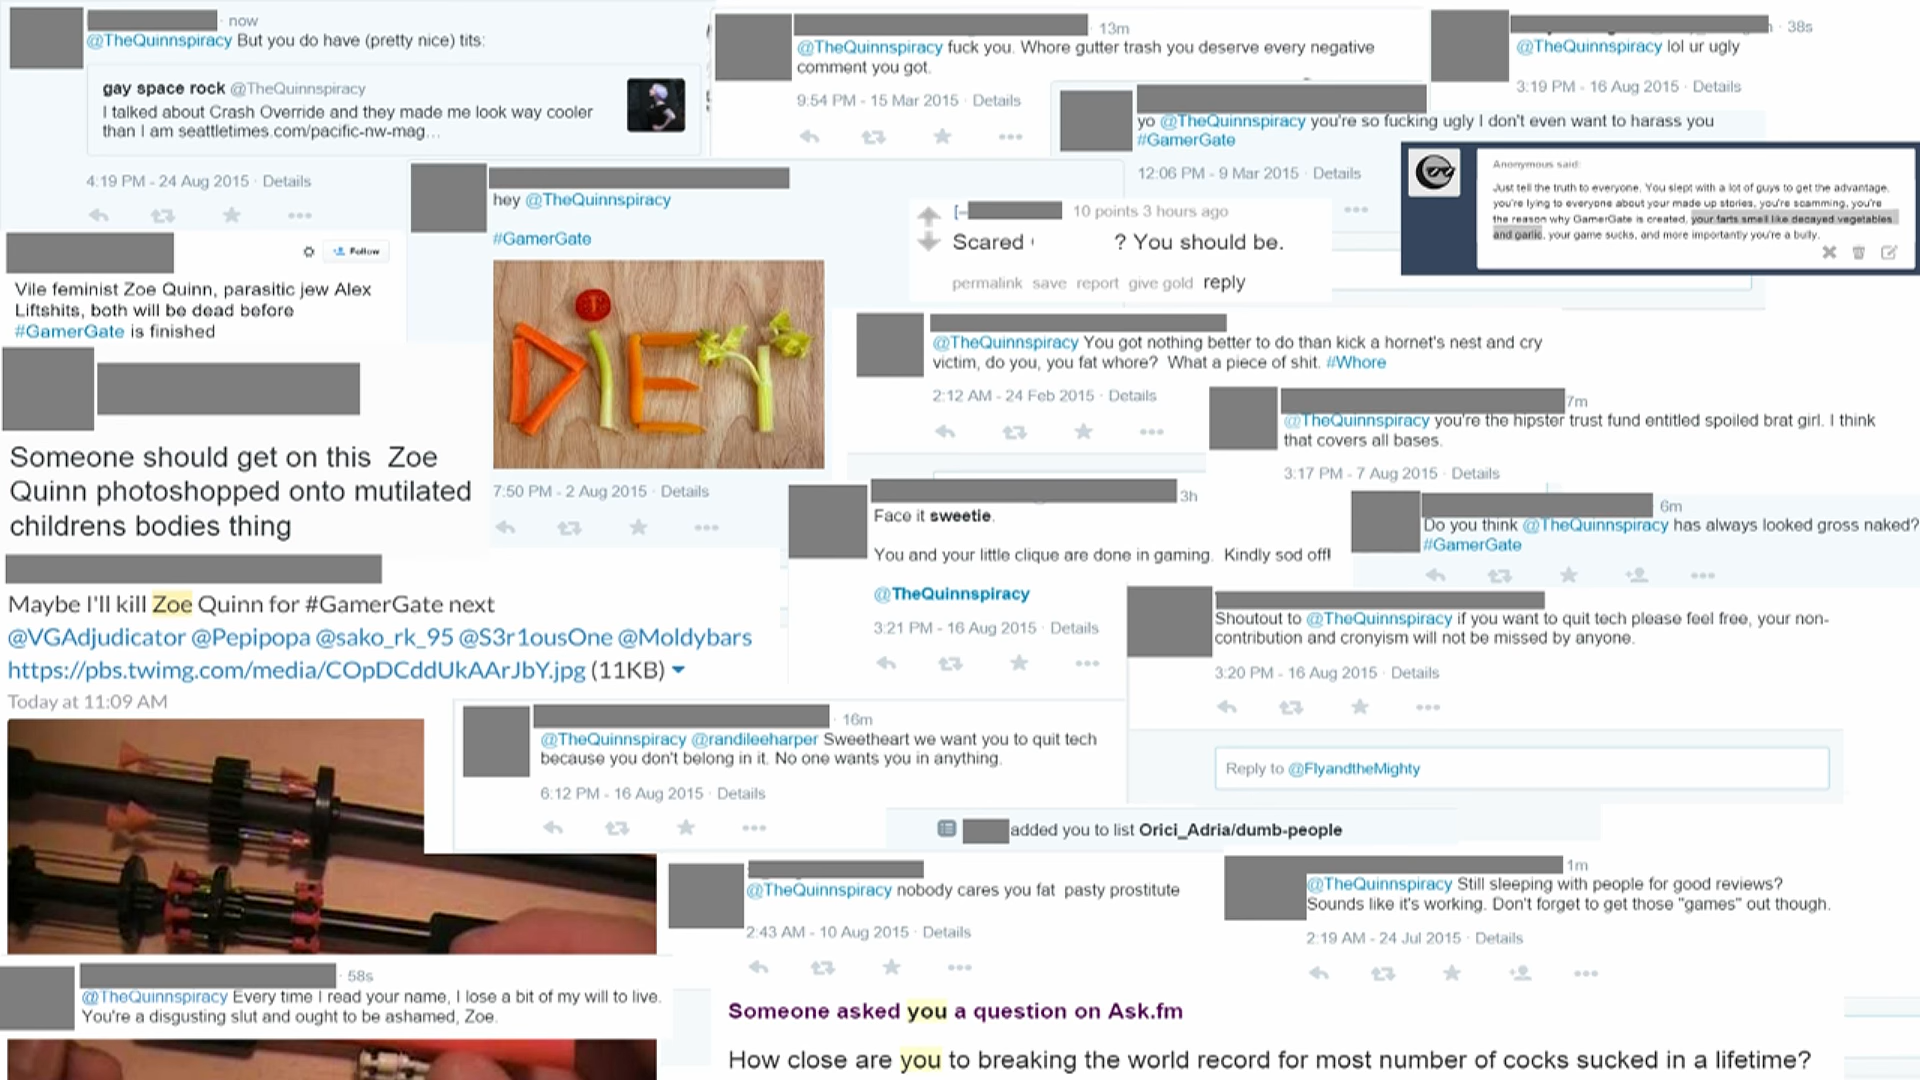 now
@TheQuinnspiracy But you do have (pretty nice) tits:
gay space rock @TheQuinnspiracy
I talked about Crash Override and they made me look way cooler
than I am seattletimes.com/pacific-nw-mag...
4:19 PM - 24 Aug 2015 · Details
13m
@TheQuinnspiracy fuck you. Whore gutter trash you deserve every negative
comment you got.
9:54 PM - 15 Mar 2015 · Details
38s
@TheQuinnspiracy lol ur ugly
3:19 PM - 16 Aug 2015 · Details
yo @TheQuinnspiracy you're so fucking ugly I don't even want to harass you
#GamerGate
12:06 PM - 9 Mar 2015 · Details
Anonymous said:
Just tell the truth to everyone. You slept with a lot of guys to get the advantage,
you're lying to everyone about your made up stories, you're scamming, you're
the reason why GamerGate is created, your farts smell like decayed vegetables
and garlic, your game sucks, and more importantly you're a bully.
hey @TheQuinnspiracy
#GamerGate
DiET
7:50 PM - 2 Aug 2015 · Details
[–
10 points 3 hours ago
Scared ? You should be.
permalink save report give gold reply
Follow
Vile feminist Zoe Quinn, parasitic jew Alex
Liftshits, both will be dead before
#GamerGate is finished
@TheQuinnspiracy You got nothing better to do than kick a hornet's nest and cry
victim, do you, you fat whore? What a piece of shit. #Whore
2:12 AM - 24 Feb 2015 · Details
7m
@TheQuinnspiracy you're the hipster trust fund entitled spoiled brat girl. I think
that covers all bases.
3:17 PM - 7 Aug 2015 · Details
Someone should get on this Zoe
Quinn photoshopped onto mutilated
childrens bodies thing
3h
Face it sweetie.
You and your little clique are done in gaming. Kindly sod off!
@TheQuinnspiracy
3:21 PM - 16 Aug 2015 · Details
6m
Do you think @TheQuinnspiracy has always looked gross naked?
#GamerGate
Maybe I'll kill Zoe Quinn for #GamerGate next
@VGAdjudicator @Pepipopa @sako_rk_95 @S3r1ousOne @Moldybars
https://pbs.twimg.com/media/COpDCddUkAArJbY.jpg (11KB)
Today at 11:09 AM
Shoutout to @TheQuinnspiracy if you want to quit tech please feel free, your non-
contribution and cronyism will not be missed by anyone.
3:20 PM - 16 Aug 2015 · Details
Reply to @FlyandtheMighty
16m
@TheQuinnspiracy @randileeharper Sweetheart we want you to quit tech
because you don't belong in it. No one wants you in anything.
6:12 PM - 16 Aug 2015 · Details
added you to list Orici_Adria/dumb-people
@TheQuinnspiracy nobody cares you fat pasty prostitute
2:43 AM - 10 Aug 2015 · Details
1m
@TheQuinnspiracy Still sleeping with people for good reviews?
Sounds like it's working. Don't forget to get those "games" out though.
2:19 AM - 24 Jul 2015 · Details
58s
@TheQuinnspiracy Every time I read your name, I lose a bit of my will to live.
You're a disgusting slut and ought to be ashamed, Zoe.
Someone asked you a question on Ask.fm
How close are you to breaking the world record for most number of cocks sucked in a lifetime?